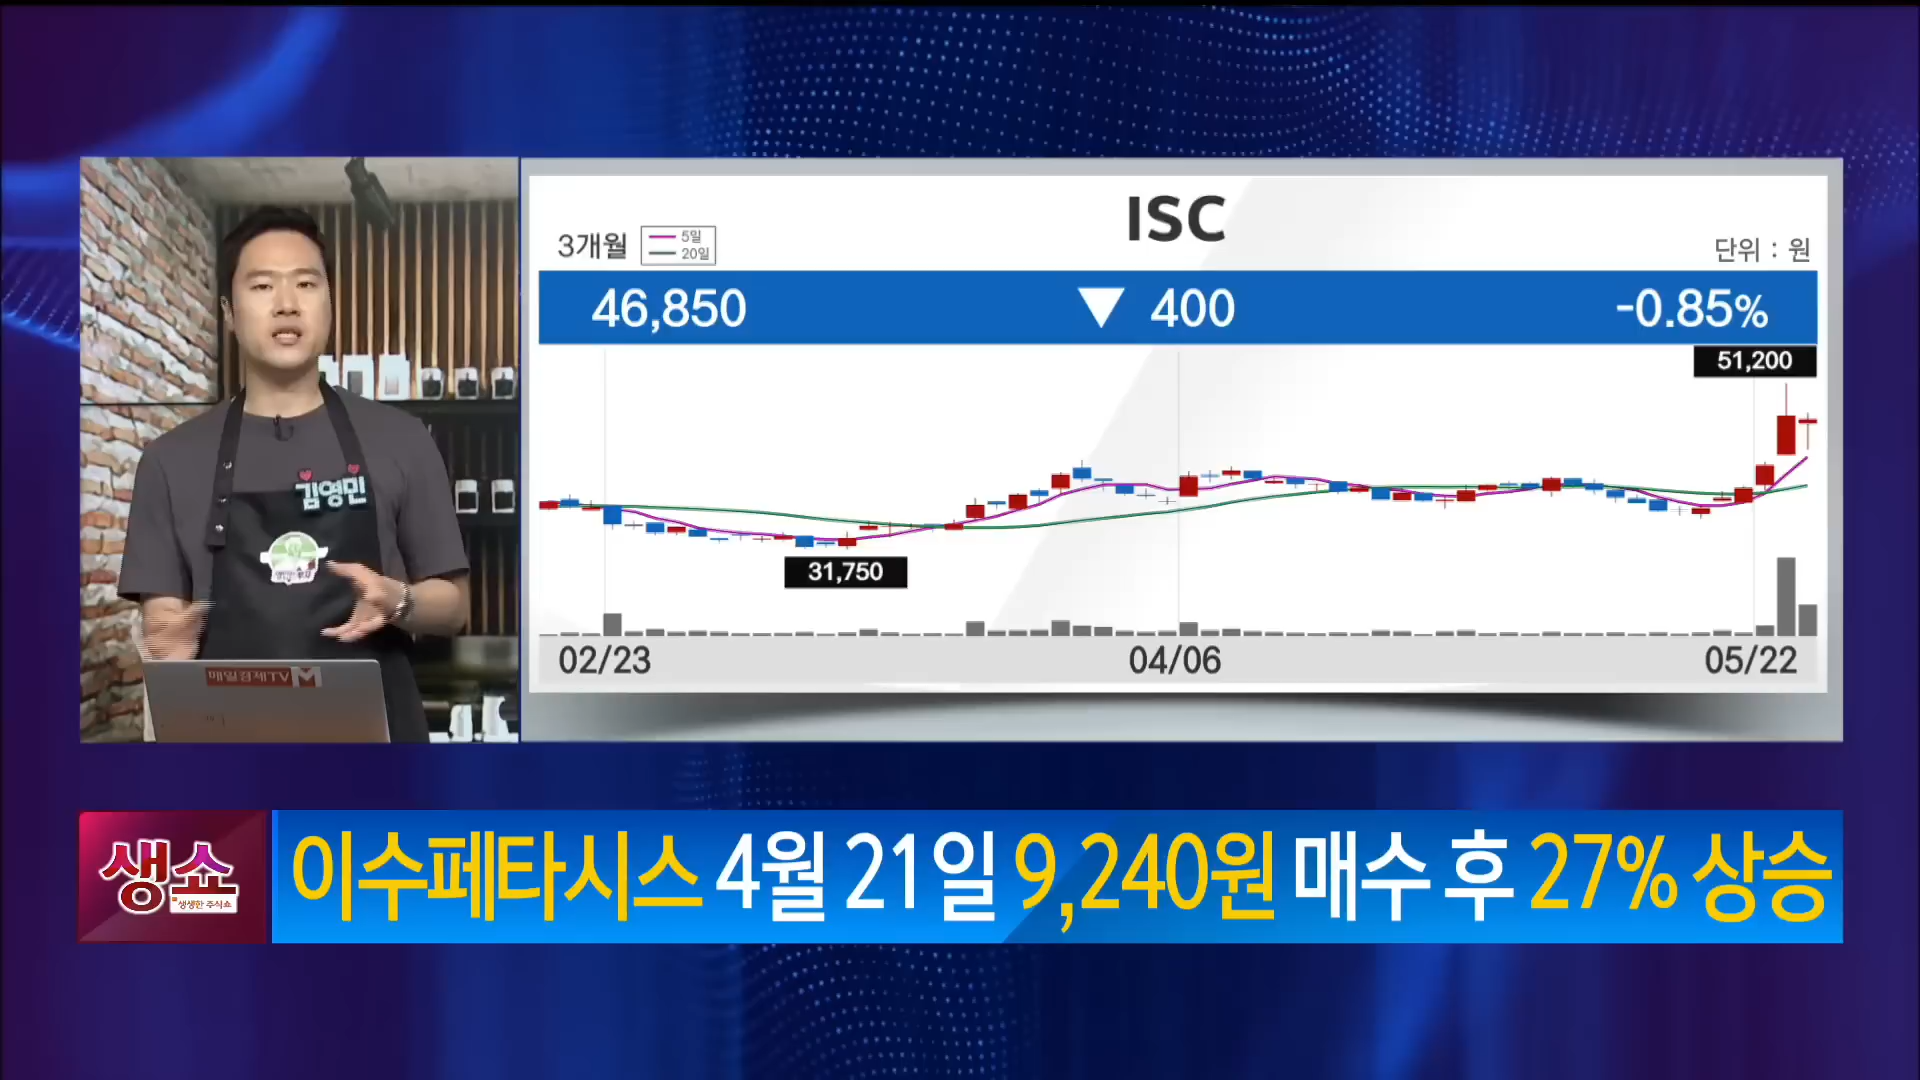 ISC
3개월
5일
20일
단위 : 원
46,850 ▼ 400 -0.85%
51,200
31,750
02/23 04/06 05/22
김영민
매일경제TV M
생쇼
생생한 주식쇼
이수페타시스 4월 21일 9,240원 매수 후 27% 상승